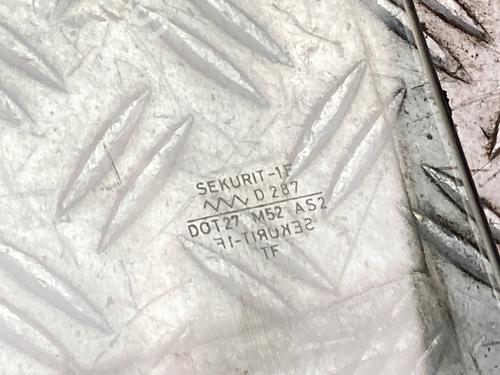 SEKURIT-1F
D 287
DOT27 M52 AS2
SEKURIT-1F
TF